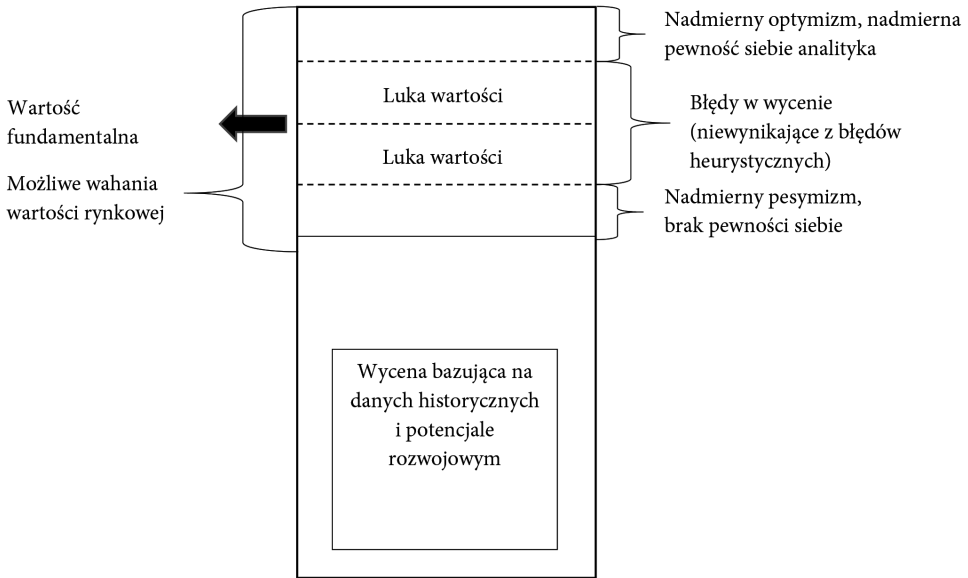 Nadmierny optymizm, nadmierna
pewność siebie analityka
Wartość
fundamentalna
Luka wartości
Luka wartości
Błędy w wycenie
(niewynikające z błędów
heurystycznych)
Możliwe wahania
wartości rynkowej
Nadmierny pesymizm,
brak pewności siebie
Wycena bazująca na
danych historycznych
i potencjale
rozwojowym